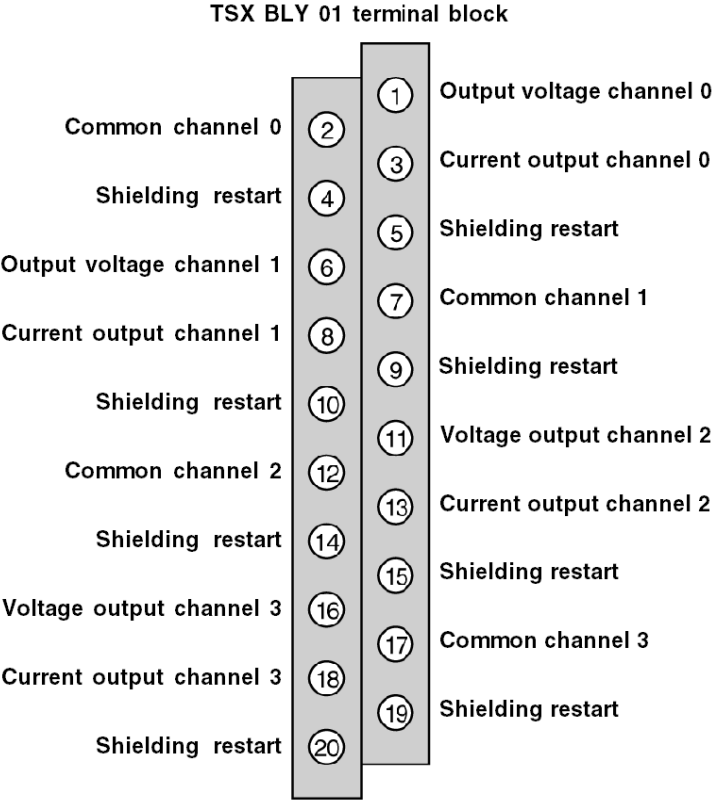 TSX BLY 01 terminal block
1 Output voltage channel 0
Common channel 0 2
3 Current output channel 0
Shielding restart 4
5 Shielding restart
Output voltage channel 1 6
7 Common channel 1
Current output channel 1 8
9 Shielding restart
Shielding restart 10
11 Voltage output channel 2
Common channel 2 12
13 Current output channel 2
Shielding restart 14
15 Shielding restart
Voltage output channel 3 16
17 Common channel 3
Current output channel 3 18
19 Shielding restart
Shielding restart 20